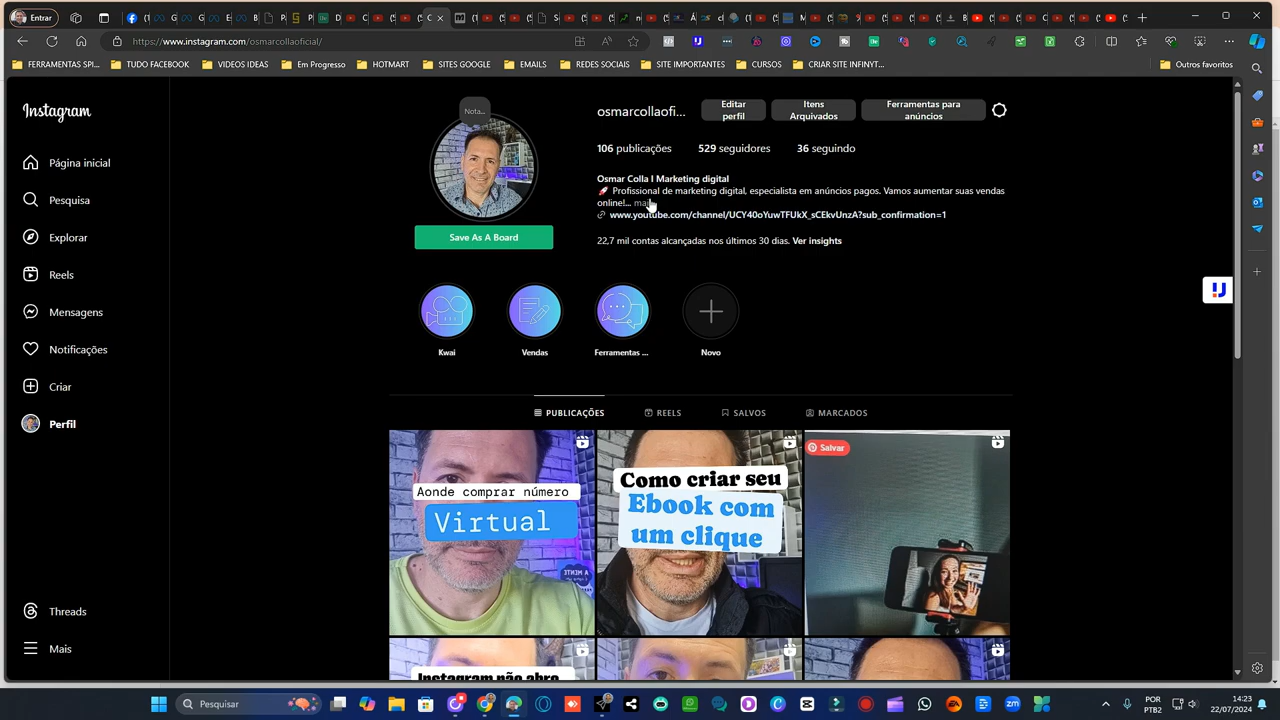 Entrar
https://www.instagram.com/osmarcollaoficial/
FERRAMENTAS SPI...
TUDO FACEBOOK
VIDEOS IDEAS
Em Progresso
HOTMART
SITES GOOGLE
EMAILS
REDES SOCIAIS
SITE IMPORTANTES
CURSOS
CRIAR SITE INFINYT...
Outros favoritos
Instagram
Página inicial
Pesquisa
Explorar
Reels
Mensagens
Notificações
Criar
Perfil
Threads
Mais
Nota...
Save As A Board
osmarcollaofi...
Editar
perfil
Itens
Arquivados
Ferramentas para
anúncios
106 publicações
529 seguidores
36 seguindo
Osmar Colla I Marketing digital
🚀 Profissional de marketing digital, especialista em anúncios pagos. Vamos aumentar suas vendas
online!...
www.youtube.com/channel/UCY40oYuwTFUkX_sCEkvUnzA?sub_confirmation=1
22,7 mil contas alcançadas nos últimos 30 dias. Ver insights
Kwai
Vendas
Ferramentas ...
Novo
PUBLICAÇÕES
REELS
SALVOS
MARCADOS
Aonde comprar número
Virtual
A MENTE
Como criar seu
Ebook com
um clique
Salvar
Instagram não abre
Pesquisar
POR
PTB2
14:23
22/07/2024